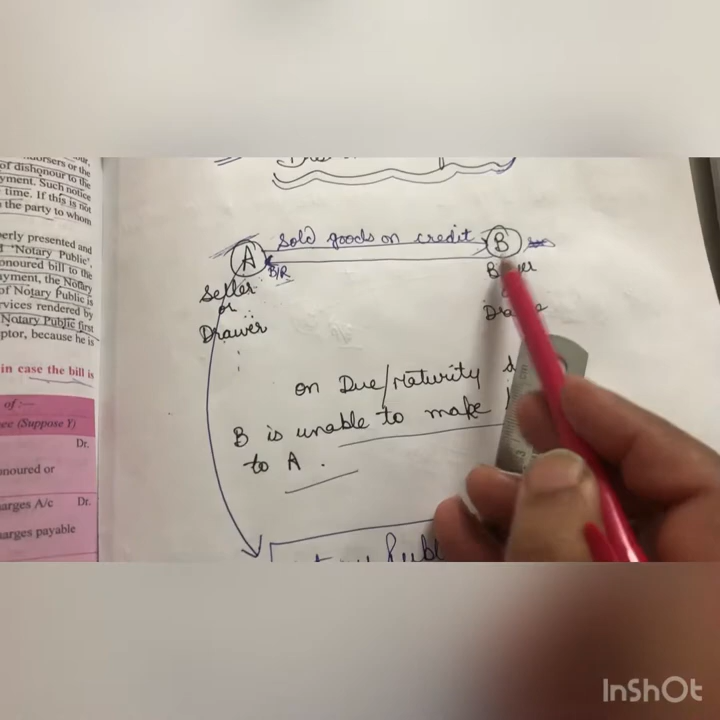 of dishonour to the
yment. Such notice
time. If this is not
the party to whom
erly presented and
'Notary Public'.
onoured bill to the
ayment, the Notary
of Notary Public is
rvices rendered by
Notary Public first
ptor, because he is
in case the bill is
of :—
ee (Suppose Y)
Dr.
noured or
arges A/c Dr.
arges payable
A sold goods on credit B
B/R
Seller
or
Drawer
on Due/Maturity
B is unable to make
to A .
InShOt